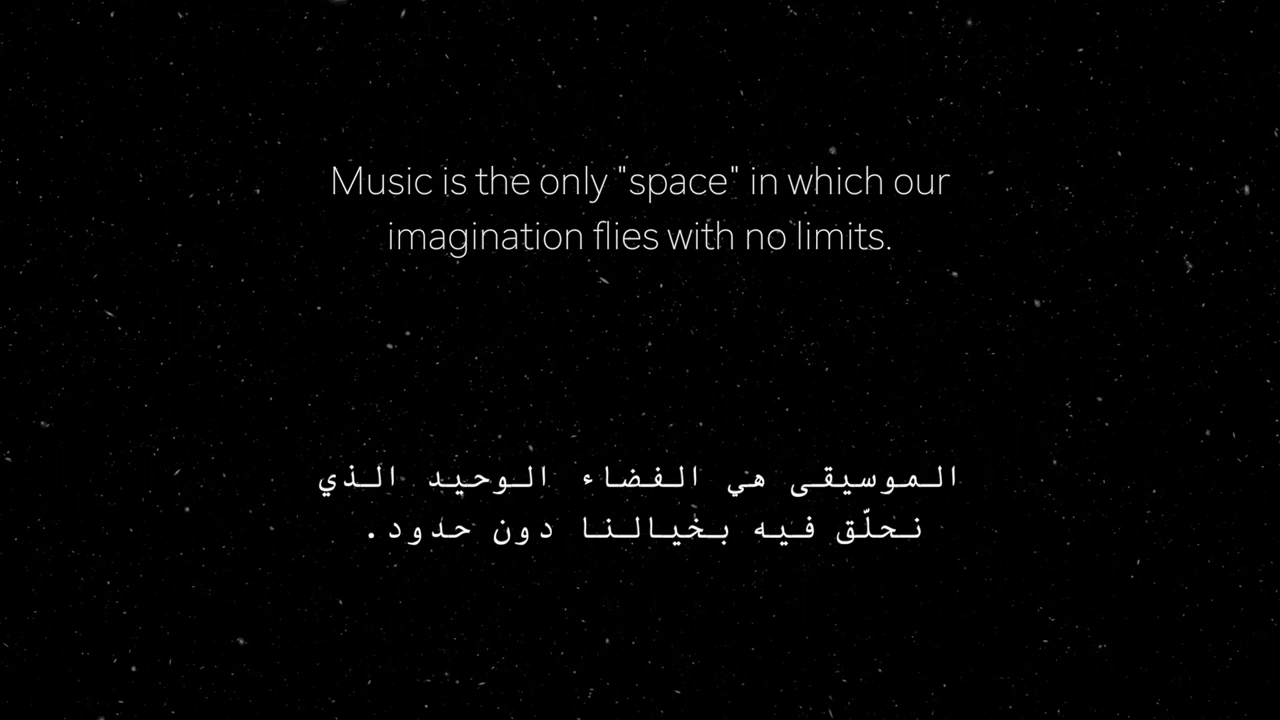 Music is the only "space" in which our
imagination flies with no limits.
الموسيقى هي الفضاء الوحيد الذي
نحلّق فيه بخيالنا دون حدود.